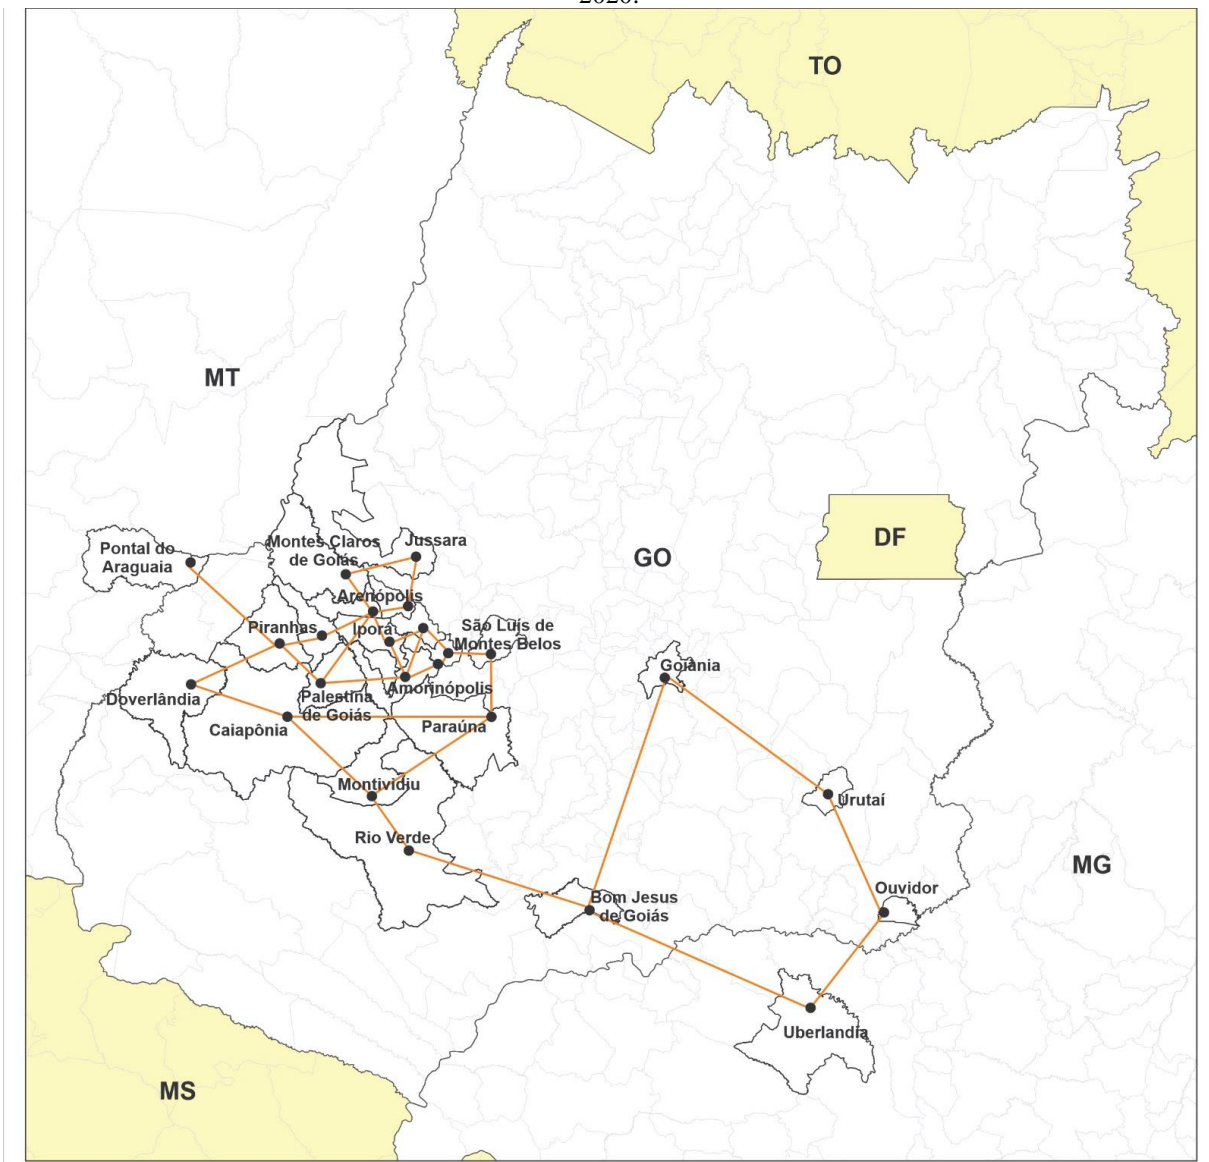 2020.
TO
MT
DF
GO
Pontal do
Araguaia
Montes Claros
de Goiás
Jussara
Arenópolis
Piranhas
Iporá
São Luís de
Montes Belos
Goiânia
Doverlândia
Palestina
de Goiás
Amorinópolis
Caiapônia
Paraúna
Montividiu
Urutaí
Rio Verde
MG
Ouvidor
Bom Jesus
de Goiás
Uberlandia
MS